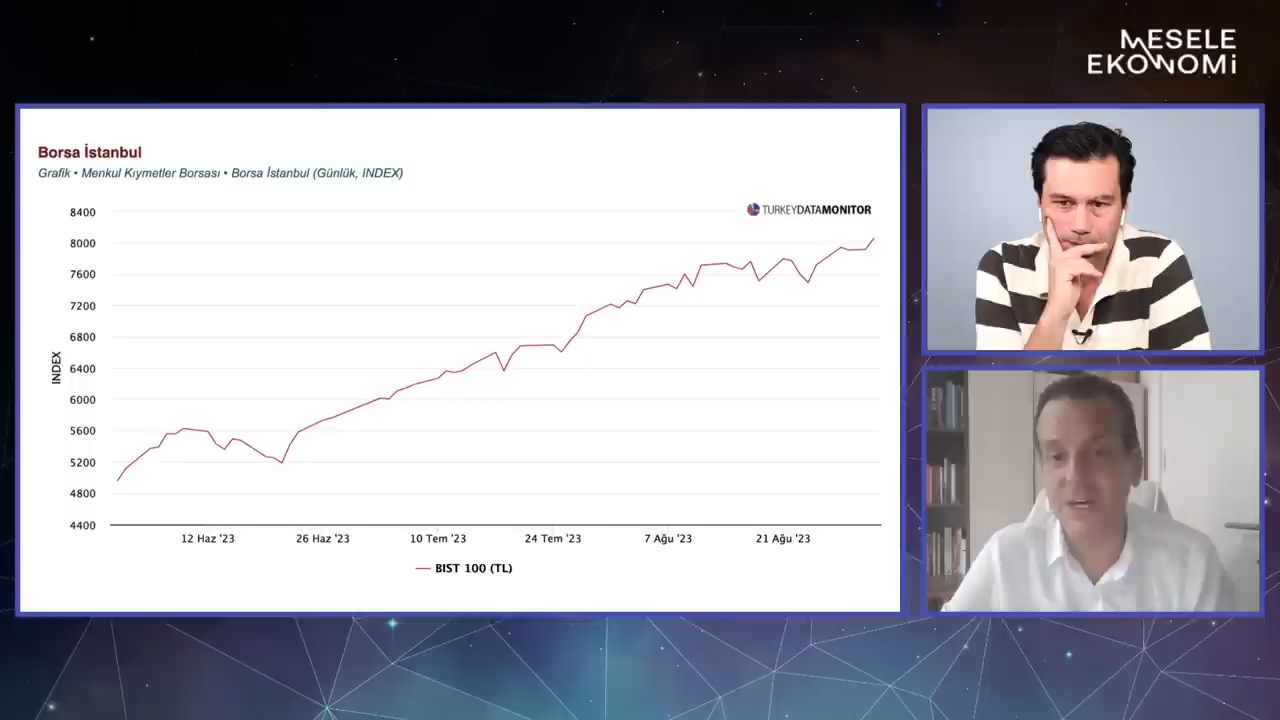 MESELE
EKONOMi
Borsa İstanbul
Grafik • Menkul Kıymetler Borsası • Borsa İstanbul (Günlük, INDEX)
TURKEYDATAMONITOR
8400
8000
7600
7200
6800
6400
6000
5600
5200
4800
4400
INDEX
12 Haz '23
26 Haz '23
10 Tem '23
24 Tem '23
7 Ağu '23
21 Ağu '23
BIST 100 (TL)